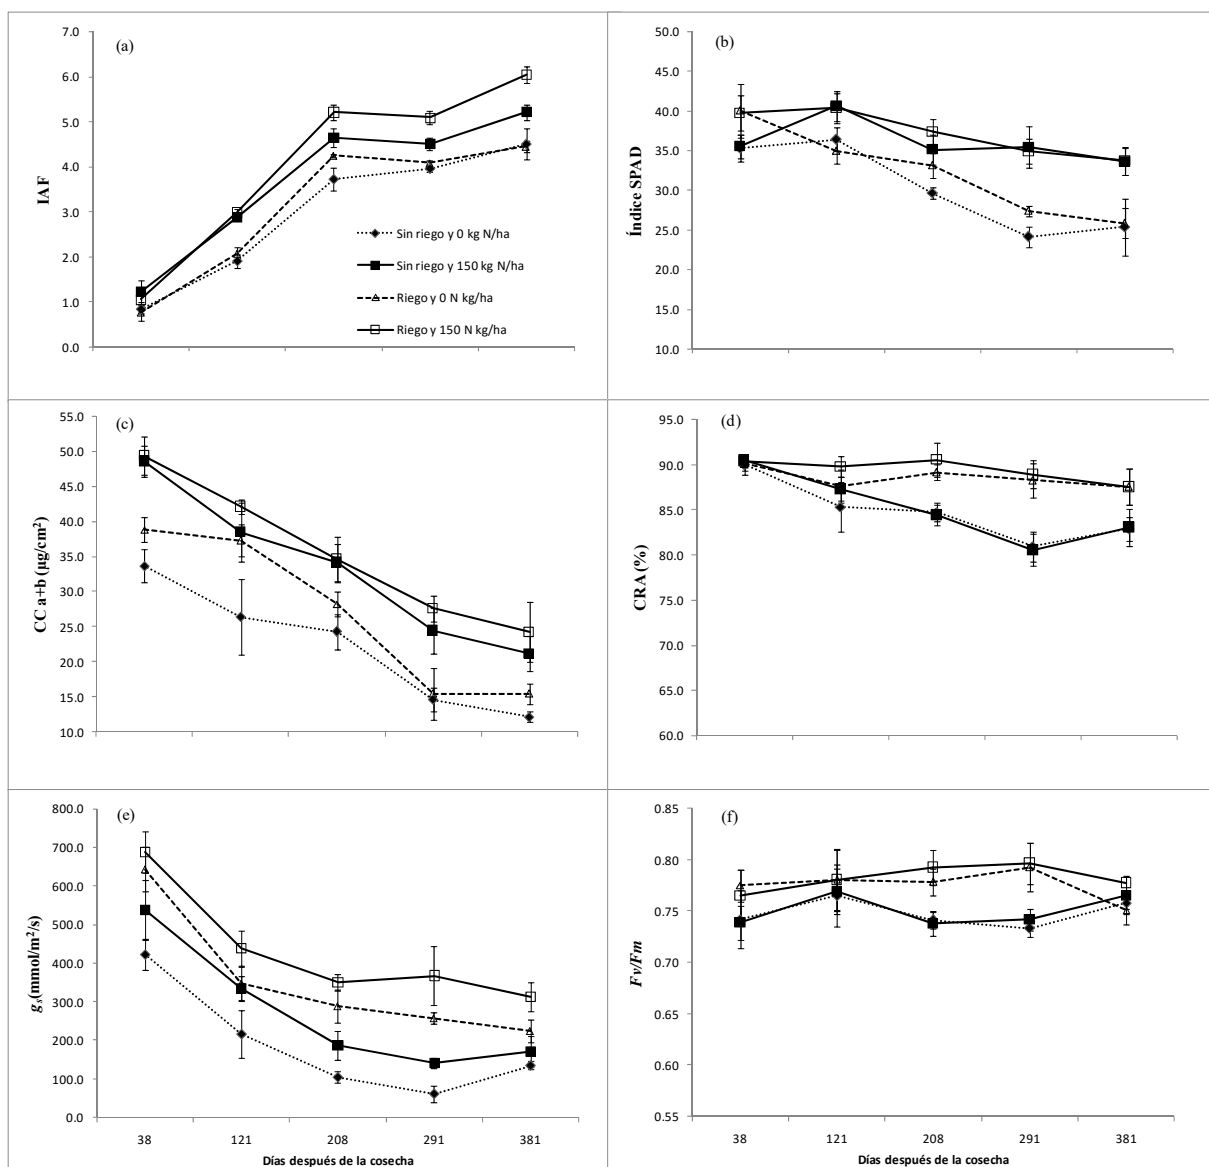 (a)
7.0
6.0
5.0
4.0
3.0
2.0
1.0
0.0
IAF
Sin riego y 0 kg N/ha
Sin riego y 150 kg N/ha
Riego y 0 N kg/ha
Riego y 150 N kg/ha
(b)
50.0
45.0
40.0
35.0
30.0
25.0
20.0
15.0
10.0
Índice SPAD
(c)
55.0
50.0
45.0
40.0
35.0
30.0
25.0
20.0
15.0
10.0
CC a+b (µg/cm²)
(d)
95.0
90.0
85.0
80.0
75.0
70.0
65.0
60.0
CRA (%)
(e)
800.0
700.0
600.0
500.0
400.0
300.0
200.0
100.0
0.0
gs(mmol/m²/s)
38 121 208 291 381
Días después de la cosecha
(f)
0.80
0.75
0.70
0.65
0.60
0.55
Fv/Fm
38 121 208 291 381
Días después de la cosecha